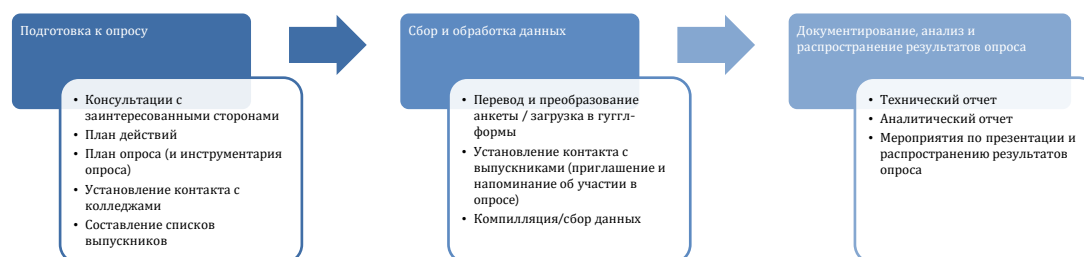 Подготовка к опросу
• Консультации с
заинтересованными сторонами
• План действий
• План опроса (и инструментария
опроса)
• Установление контакта с
колледжами
• Составление списков
выпускников
Сбор и обработка данных
• Перевод и преобразование
анкеты / загрузка в гуггл-
формы
• Установление контакта с
выпускниками (приглашение и
напоминание об участии в
опросе)
• Компилляция/сбор данных
Документирование, анализ и
распространение результатов опроса
• Технический отчет
• Аналитический отчет
• Мероприятия по презентации и
распространению результатов
опроса